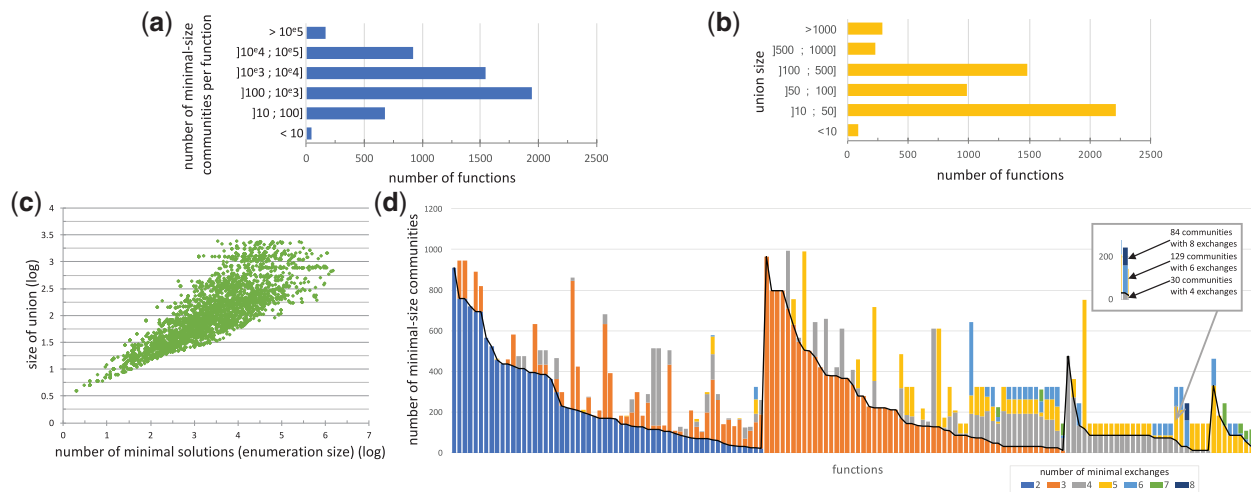 (a)
number of minimal-size
communities per function
> 10e5
]10e4 ; 10e5]
]10e3 ; 10e4]
]100 ; 10e3]
]10 ; 100]
< 10
0 500 1000 1500 2000 2500
number of functions
(b)
union size
>1000
]500 ; 1000]
]100 ; 500]
]50 ; 100]
]10 ; 50]
<10
0 500 1000 1500 2000 2500
number of functions
(c)
size of union (log)
4
3.5
3
2.5
2
1.5
1
0.5
0
0 1 2 3 4 5 6 7
number of minimal solutions (enumeration size) (log)
(d)
number of minimal-size communities
1200
1000
800
600
400
200
0
functions
200
0
84 communities
with 8 exchanges
129 communities
with 6 exchanges
30 communities
with 4 exchanges
number of minimal exchanges
2 3 4 5 6 7 8